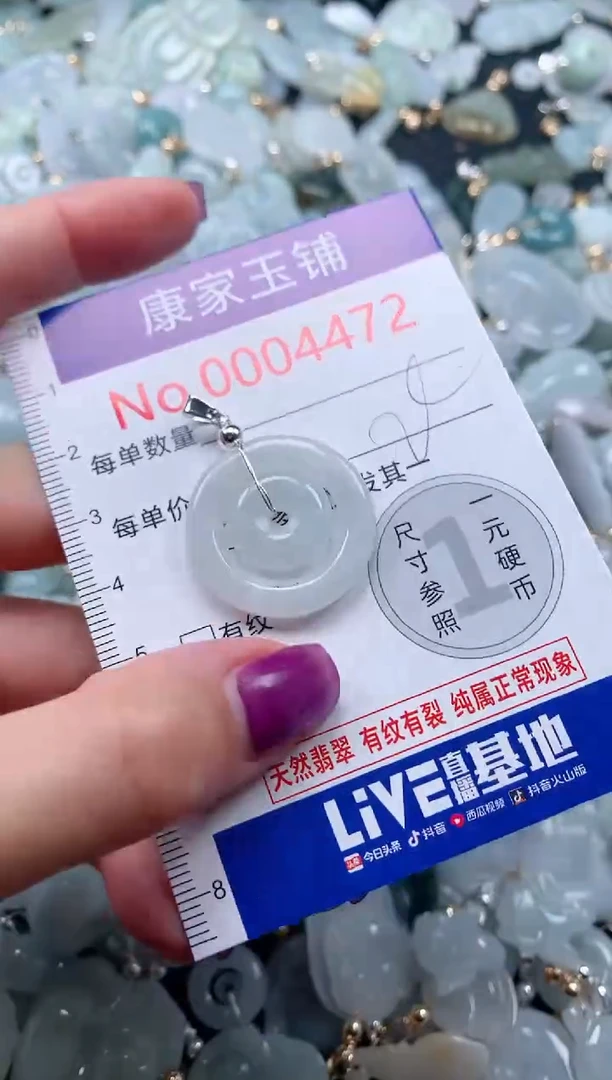 康家玉铺
No.0004472
每单数量
每单价
发其一
有纹
一元硬币
尺寸参照
1
天然翡翠 有纹有裂 纯属正常现象
LiVE直播基地
今日头条 抖音 西瓜视频 抖音火山版
0
1
2
3
4
5
8